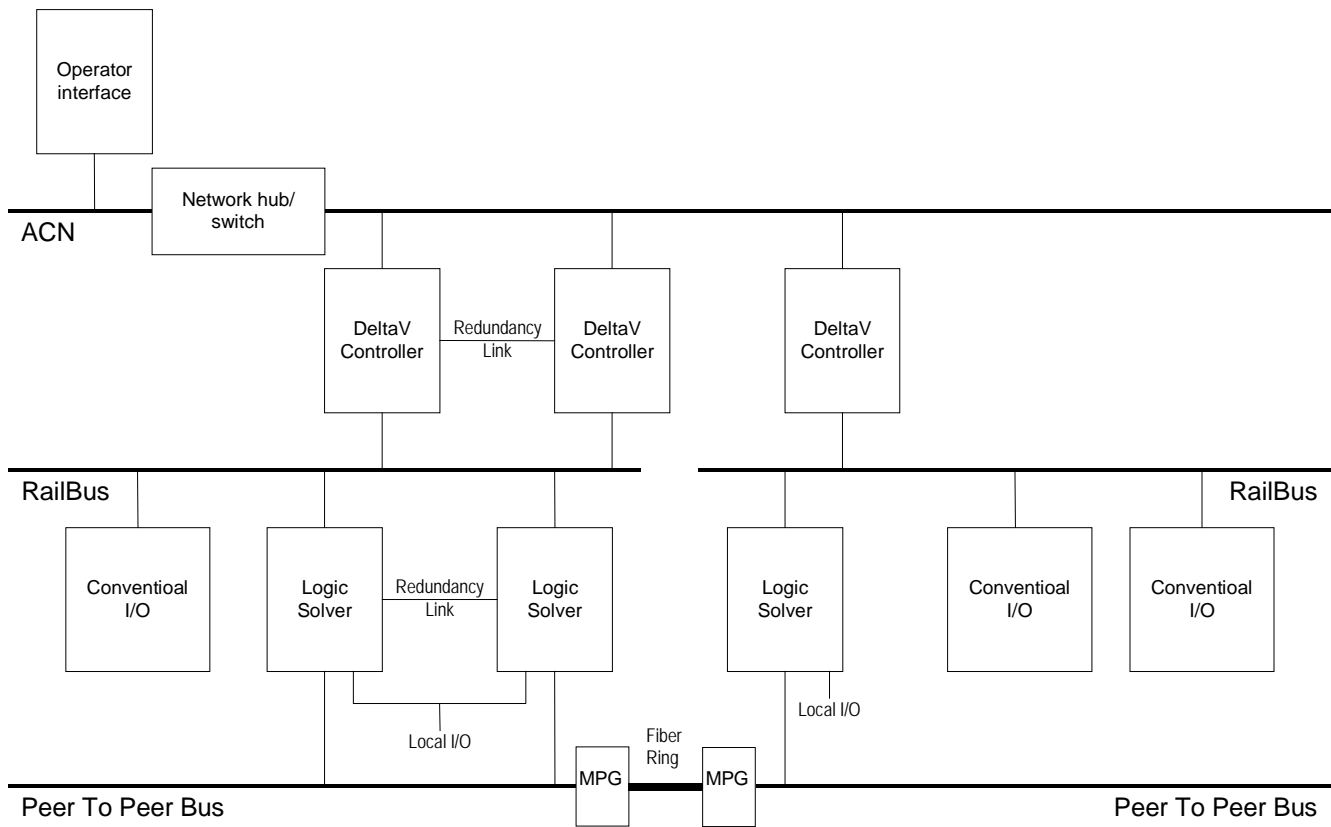 Operator
interface
Network hub/
switch
ACN
DeltaV
Controller
Redundancy
Link
DeltaV
Controller
DeltaV
Controller
RailBus
RailBus
Conventioal
I/O
Logic
Solver
Redundancy
Link
Logic
Solver
Logic
Solver
Conventioal
I/O
Conventioal
I/O
Local I/O
Local I/O
Fiber
Ring
MPG
MPG
Peer To Peer Bus
Peer To Peer Bus